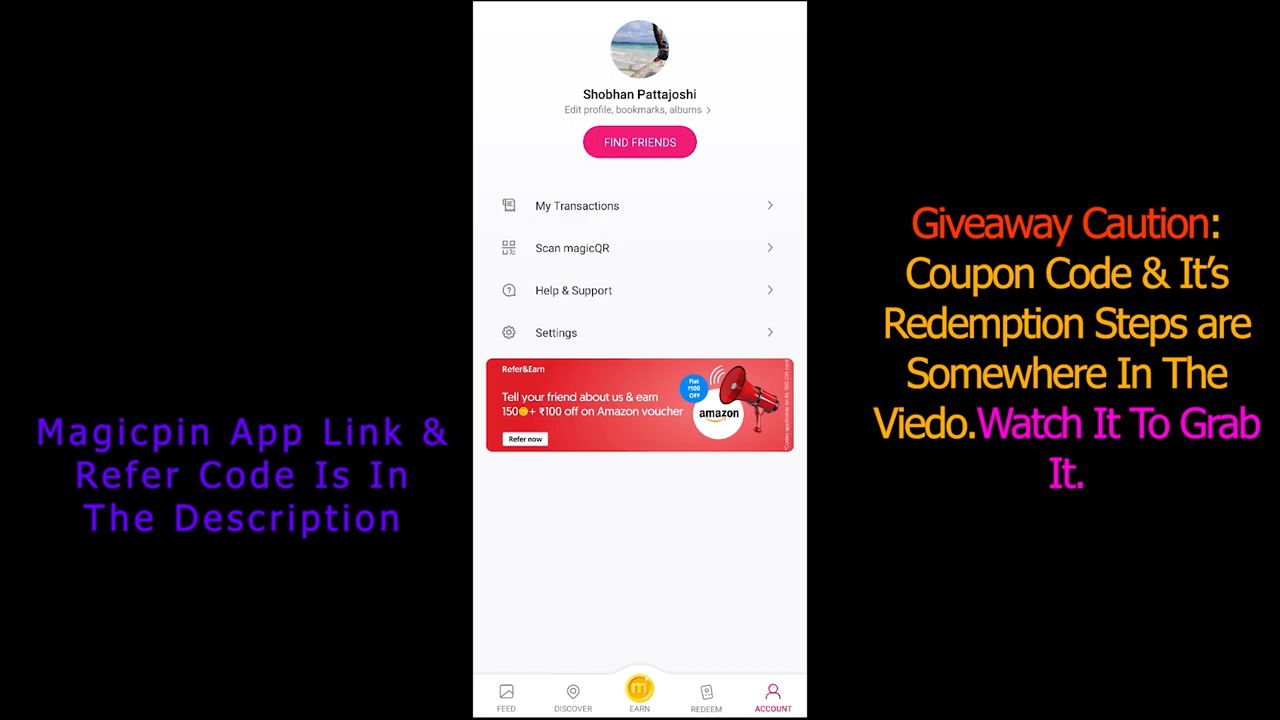 Shobhan Pattajoshi
Edit profile, bookmarks, albums
FIND FRIENDS
My Transactions
Scan magicQR
Help & Support
Settings
Refer&Earn
Tell your friend about us & earn
150 + ₹100 off on Amazon voucher
Refer now
Flat
₹100
OFF
amazon
FEED
DISCOVER
m
EARN
REDEEM
ACCOUNT
Magicpin App Link &
Refer Code Is In
The Description
Giveaway Caution:
Coupon Code & It’s
Redemption Steps are
Somewhere In The
Viedo.Watch It To Grab
It.